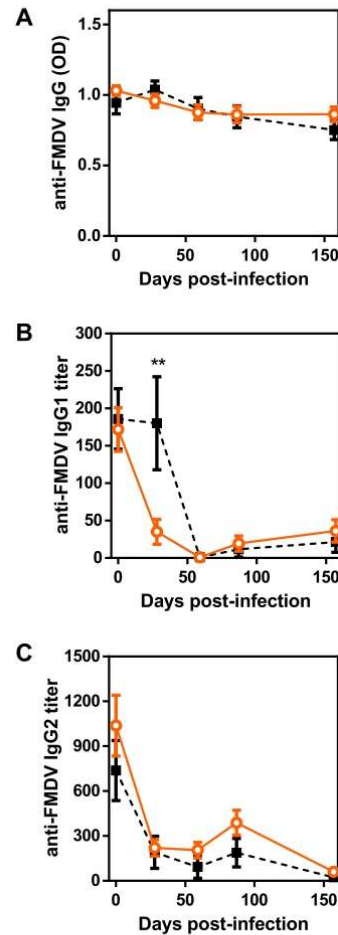 A
anti-FMDV IgG (OD)
1.5
1.0
0.5
0.0
0 50 100 150
Days post-infection
B
anti-FMDV IgG1 titer
300
250
200
150
100
50
0
**
0 50 100 150
Days post-infection
C
anti-FMDV IgG2 titer
1500
1200
900
600
300
0
0 50 100 150
Days post-infection